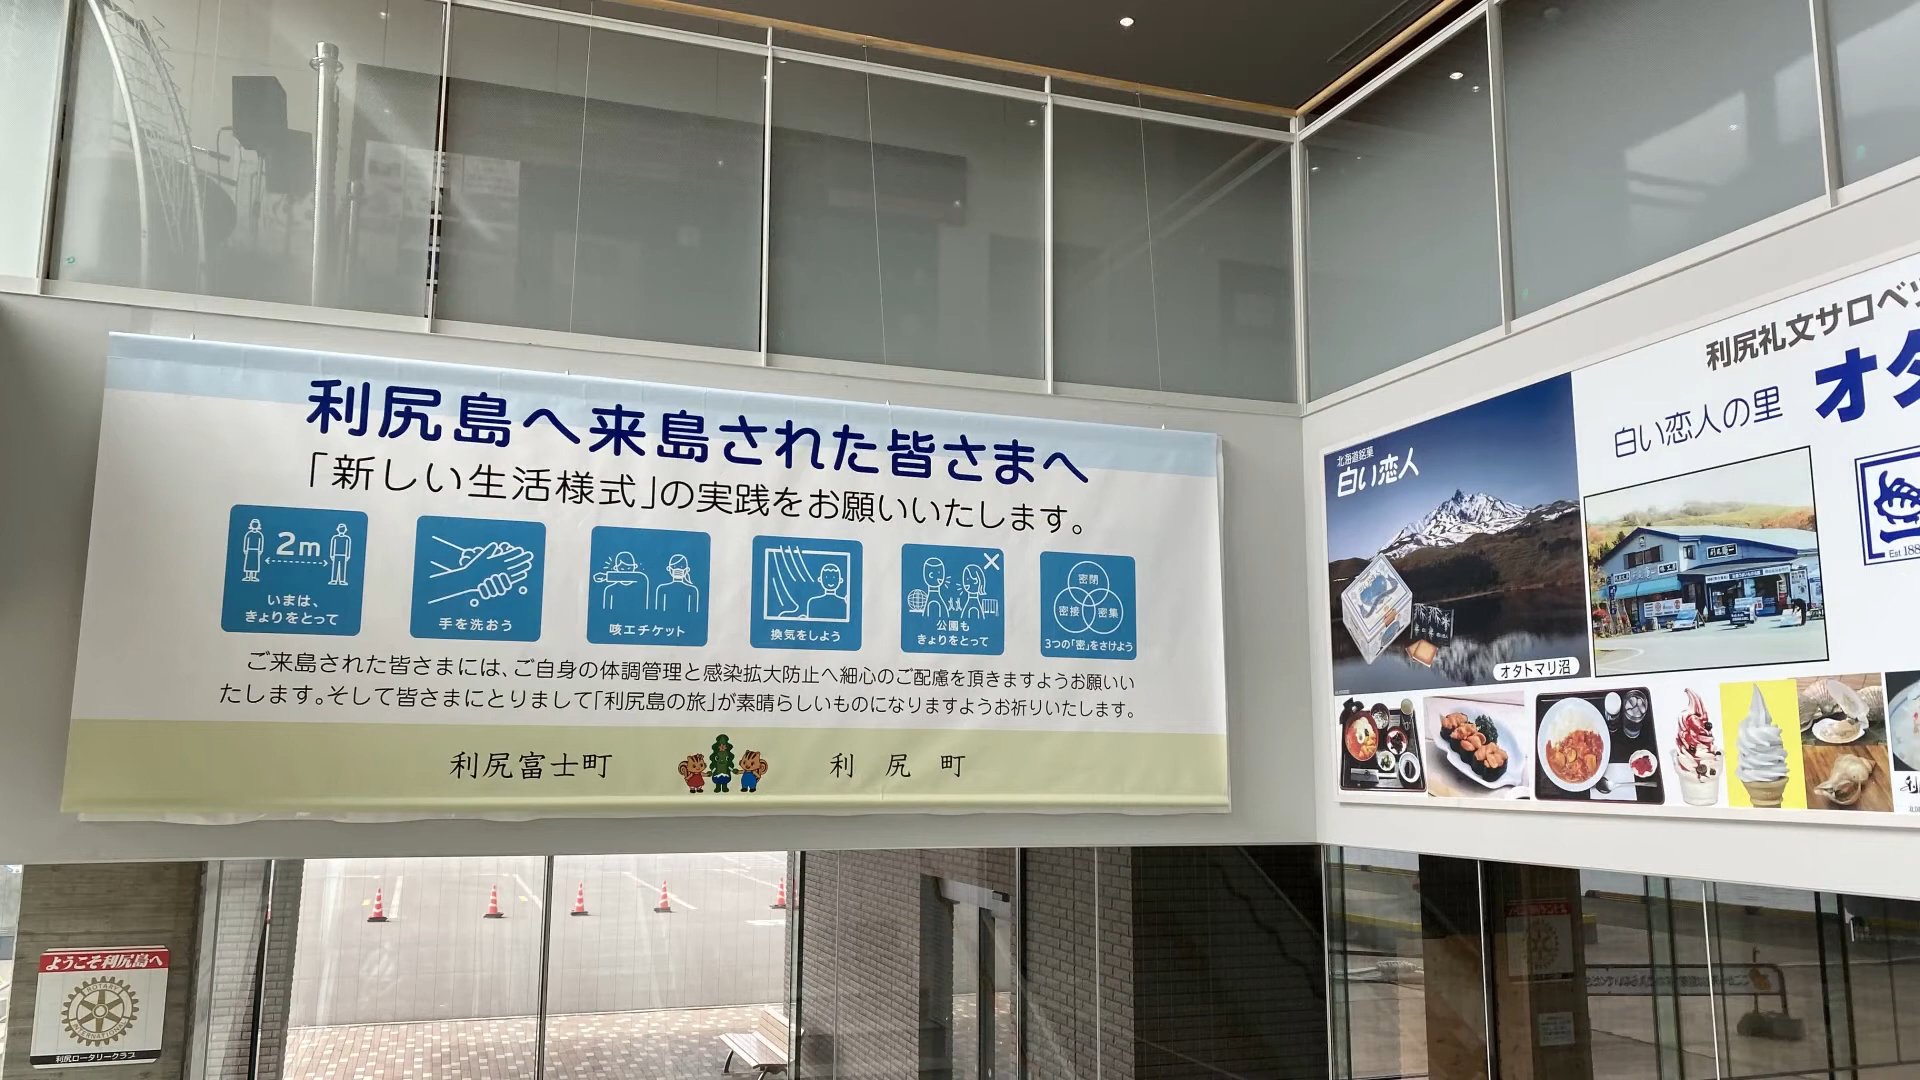 利尻島へ来島された皆さまへ
「新しい生活様式」の実践をお願いいたします。
2m
いまは、
きょりをとって
手を洗おう
咳エチケット
換気をしよう
公園も
きょりをとって
密閉
密接
密集
3つの「密」をさけよう
ご来島された皆さまには、ご自身の体調管理と感染拡大防止へ細心のご配慮を頂きますようお願いい
たします。そして皆さまにとりまして「利尻島の旅」が素晴らしいものになりますようお祈りいたします。
利尻富士町
利 尻 町
利尻礼文サロベツ
白い恋人の里
オタ
北海道銘菓
白い恋人
オタトマリ沼
Est 188
ようこそ利尻島へ
ROTARY
INTERNATIONAL
利尻ロータリークラブ